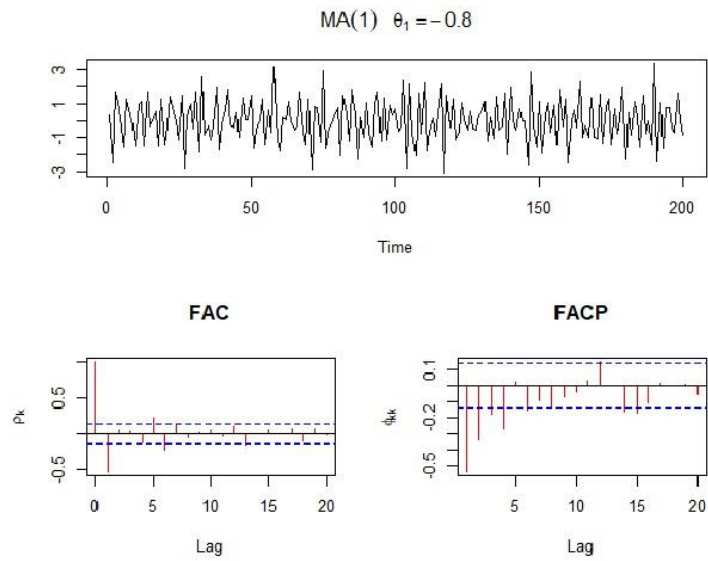 MA(1) θ₁ = − 0.8
3
1
-1
-3
0 50 100 150 200
Time
FAC
0.5
-0.5
ρk
0 5 10 15 20
Lag
FACP
0.1
-0.2
-0.5
ϕkk
5 10 15 20
Lag